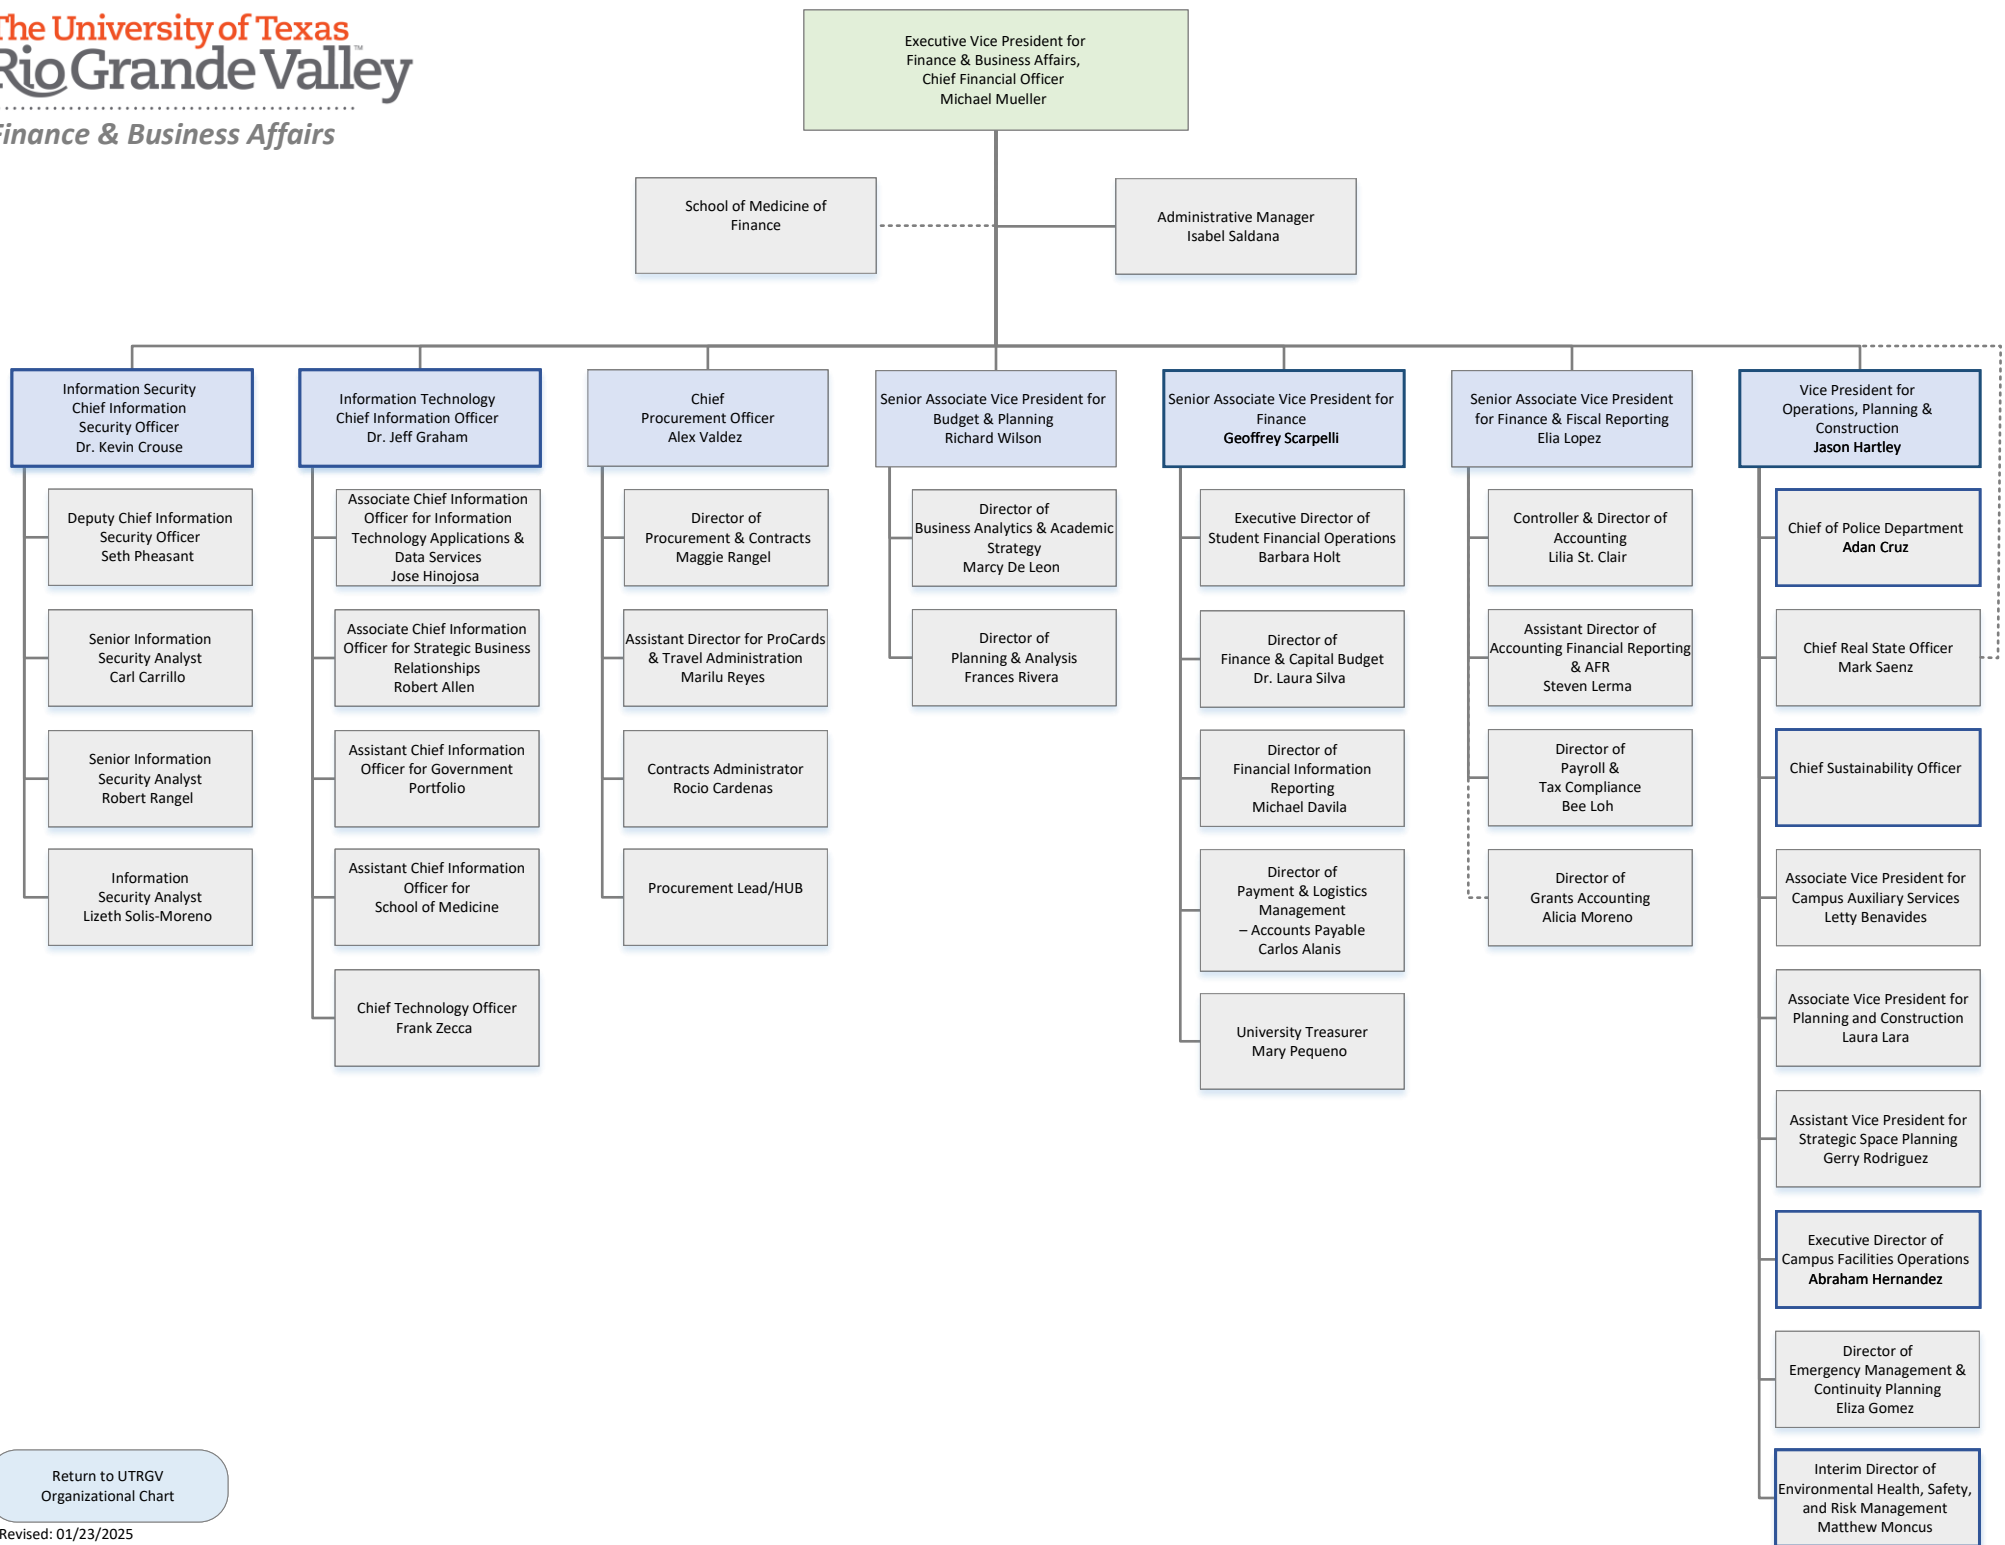 The University of Texas
Rio Grande Valley™
Finance & Business Affairs
Executive Vice President for
Finance & Business Affairs,
Chief Financial Officer
Michael Mueller
School of Medicine of
Finance
Administrative Manager
Isabel Saldana
Information Security
Chief Information
Security Officer
Dr. Kevin Crouse
Deputy Chief Information
Security Officer
Seth Pheasant
Senior Information
Security Analyst
Carl Carrillo
Senior Information
Security Analyst
Robert Rangel
Information
Security Analyst
Lizeth Solis-Moreno
Information Technology
Chief Information Officer
Dr. Jeff Graham
Associate Chief Information
Officer for Information
Technology Applications &
Data Services
Jose Hinojosa
Associate Chief Information
Officer for Strategic Business
Relationships
Robert Allen
Assistant Chief Information
Officer for Government
Portfolio
Assistant Chief Information
Officer for
School of Medicine
Chief Technology Officer
Frank Zecca
Chief
Procurement Officer
Alex Valdez
Director of
Procurement & Contracts
Maggie Rangel
Assistant Director for ProCards
& Travel Administration
Marilu Reyes
Contracts Administrator
Rocio Cardenas
Procurement Lead/HUB
Senior Associate Vice President for
Budget & Planning
Richard Wilson
Director of
Business Analytics & Academic
Strategy
Marcy De Leon
Director of
Planning & Analysis
Frances Rivera
Senior Associate Vice President for
Finance
Geoffrey Scarpelli
Executive Director of
Student Financial Operations
Barbara Holt
Director of
Finance & Capital Budget
Dr. Laura Silva
Director of
Financial Information
Reporting
Michael Davila
Director of
Payment & Logistics
Management
– Accounts Payable
Carlos Alanis
University Treasurer
Mary Pequeno
Senior Associate Vice President
for Finance & Fiscal Reporting
Elia Lopez
Controller & Director of
Accounting
Lilia St. Clair
Assistant Director of
Accounting Financial Reporting
& AFR
Steven Lerma
Director of
Payroll &
Tax Compliance
Bee Loh
Director of
Grants Accounting
Alicia Moreno
Vice President for
Operations, Planning &
Construction
Jason Hartley
Chief of Police Department
Adan Cruz
Chief Real State Officer
Mark Saenz
Chief Sustainability Officer
Associate Vice President for
Campus Auxiliary Services
Letty Benavides
Associate Vice President for
Planning and Construction
Laura Lara
Assistant Vice President for
Strategic Space Planning
Gerry Rodriguez
Executive Director of
Campus Facilities Operations
Abraham Hernandez
Director of
Emergency Management &
Continuity Planning
Eliza Gomez
Interim Director of
Environmental Health, Safety,
and Risk Management
Matthew Moncus
Return to UTRGV
Organizational Chart
Revised: 01/23/2025